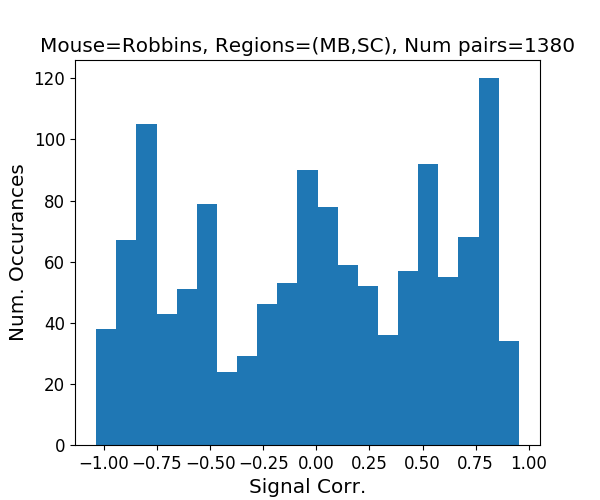 Mouse=Robbins, Regions=(MB,SC), Num pairs=1380
120
100
80
60
40
20
0
Num. Occurances
−1.00 −0.75 −0.50 −0.25 0.00 0.25 0.50 0.75 1.00
Signal Corr.